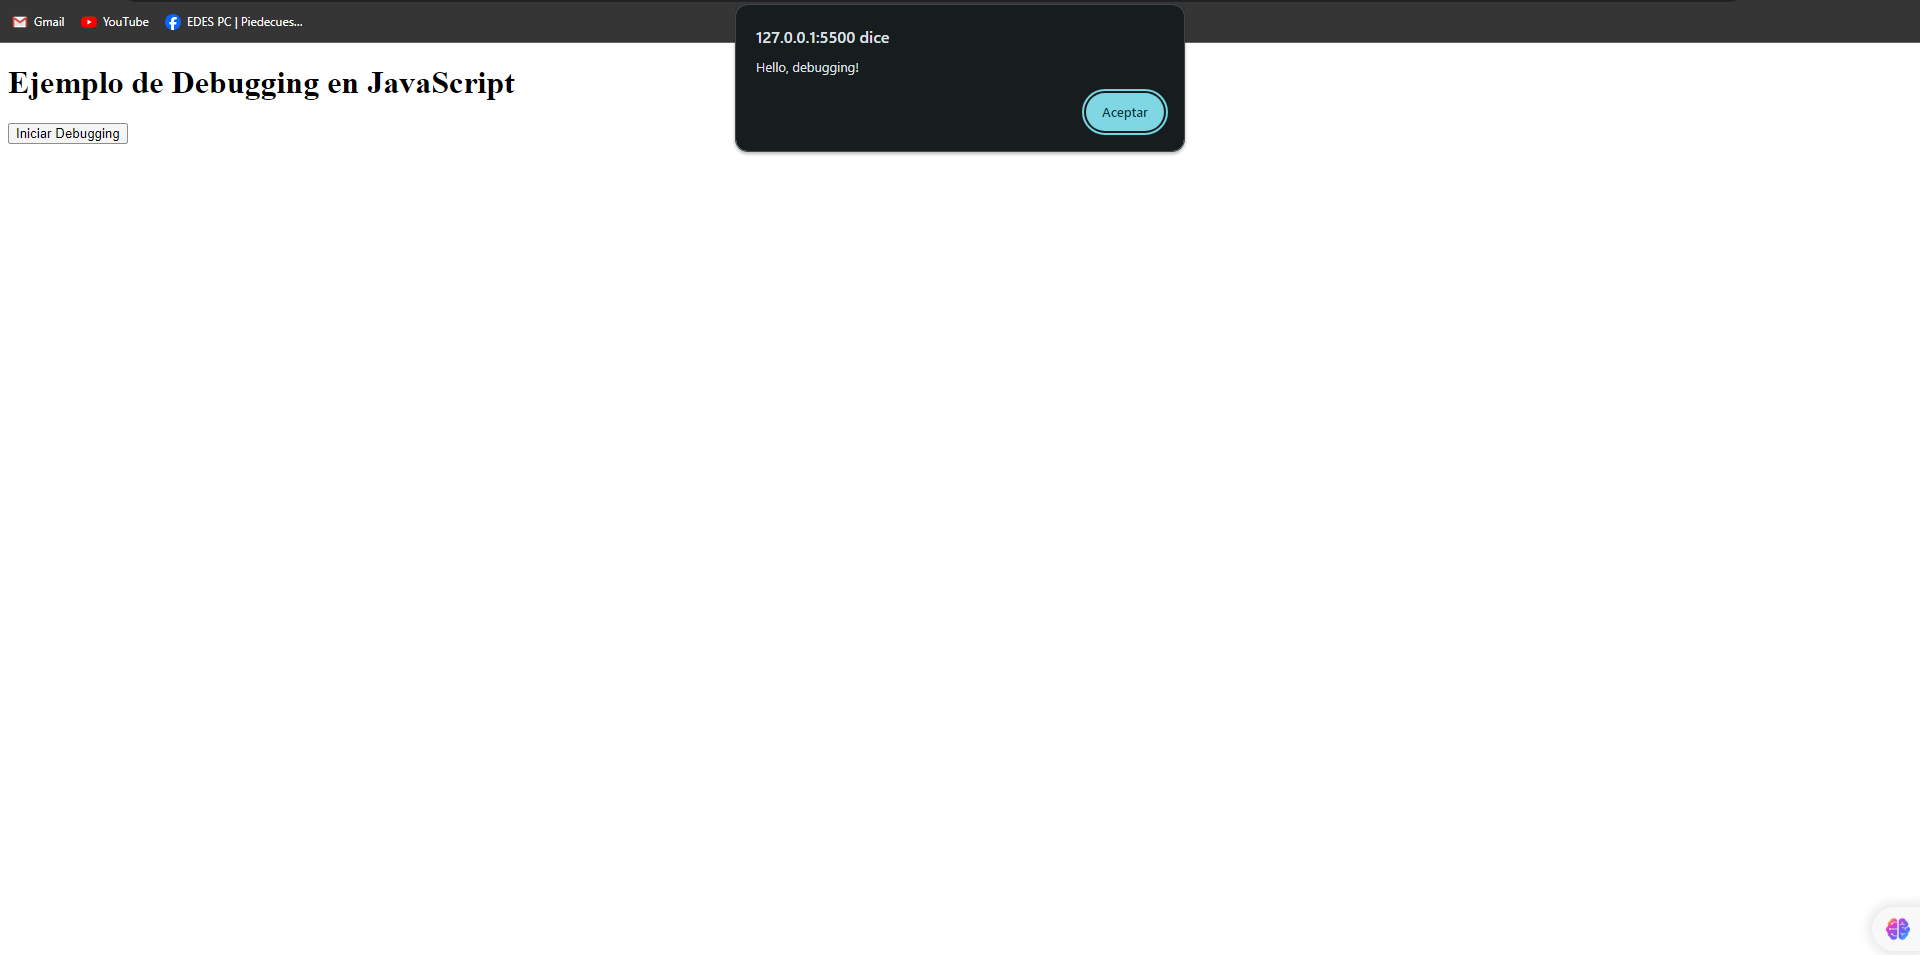 Gmail
YouTube
EDES PC | Piedecues...
127.0.0.1:5500 dice
Hello, debugging!
Aceptar
Ejemplo de Debugging en JavaScript
Iniciar Debugging